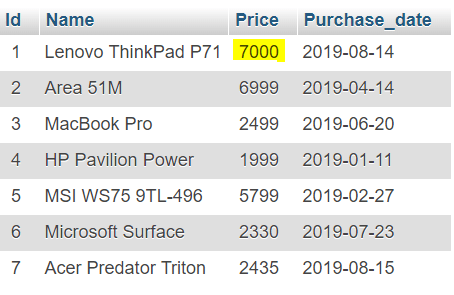 Id Name Price Purchase_date
1 Lenovo ThinkPad P71 7000 2019-08-14
2 Area 51M 6999 2019-04-14
3 MacBook Pro 2499 2019-06-20
4 HP Pavilion Power 1999 2019-01-11
5 MSI WS75 9TL-496 5799 2019-02-27
6 Microsoft Surface 2330 2019-07-23
7 Acer Predator Triton 2435 2019-08-15